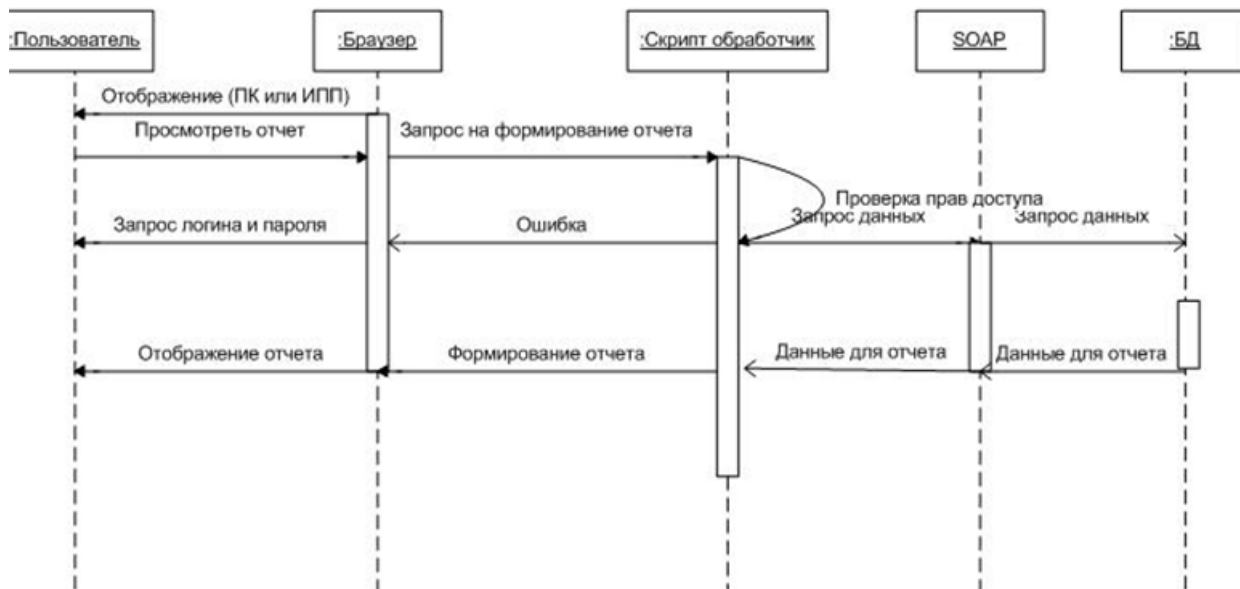 :Пользователь
:Браузер
:Скрипт обработчик
SOAP
:БД
Отображение (ПК или ИПП)
Просмотреть отчет
Запрос на формирование отчета
Проверка прав доступа
Запрос логина и пароля
Ошибка
Запрос данных
Запрос данных
Отображение отчета
Формирование отчета
Данные для отчета
Данные для отчета